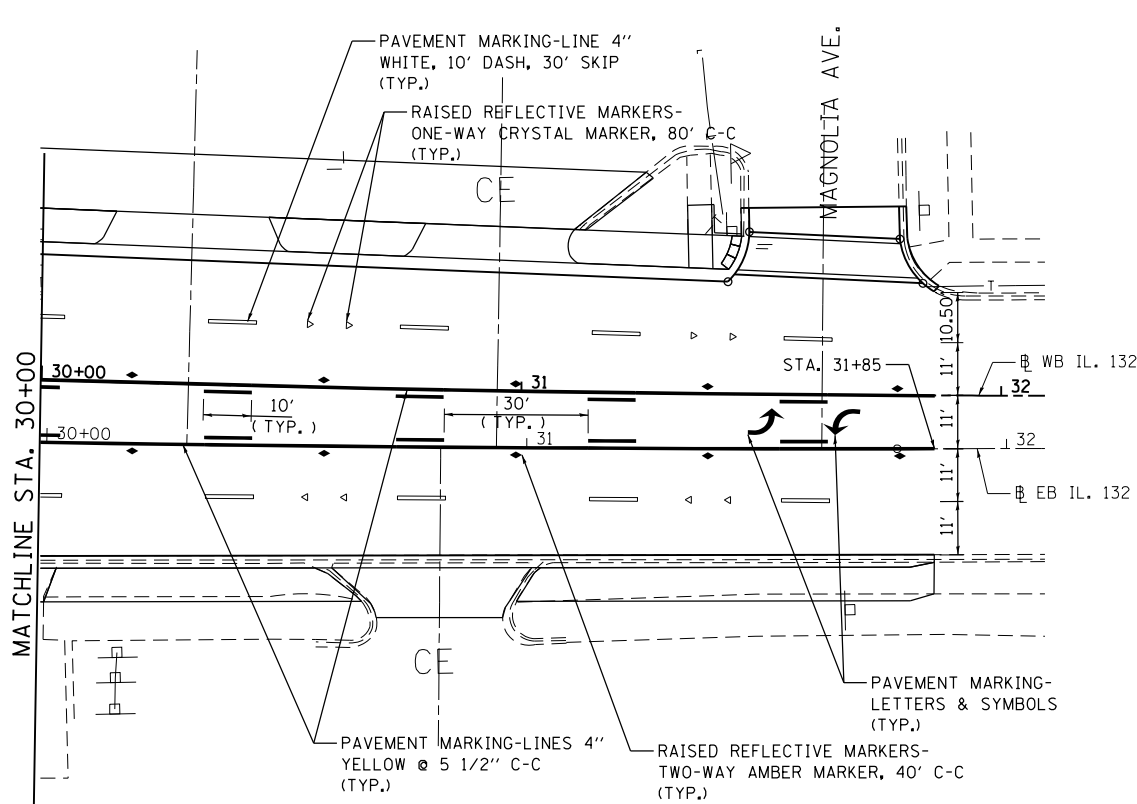 PAVEMENT MARKING-LINE 4"
WHITE, 10' DASH, 30' SKIP
(TYP.)
RAISED REFLECTIVE MARKERS-
ONE-WAY CRYSTAL MARKER, 80' C-C
(TYP.)
MAGNOLIA AVE.
CE
T
10.50
11'
STA. 31+85
℄ WB IL. 132
30+00
31
32
10'
(TYP.)
30'
(TYP.)
11'
30+00
31
32
11'
℄ EB IL. 132
11'
MATCHLINE STA. 30+00
CE
PAVEMENT MARKING-
LETTERS & SYMBOLS
(TYP.)
PAVEMENT MARKING-LINES 4"
YELLOW @ 5 1/2" C-C
(TYP.)
RAISED REFLECTIVE MARKERS-
TWO-WAY AMBER MARKER, 40' C-C
(TYP.)